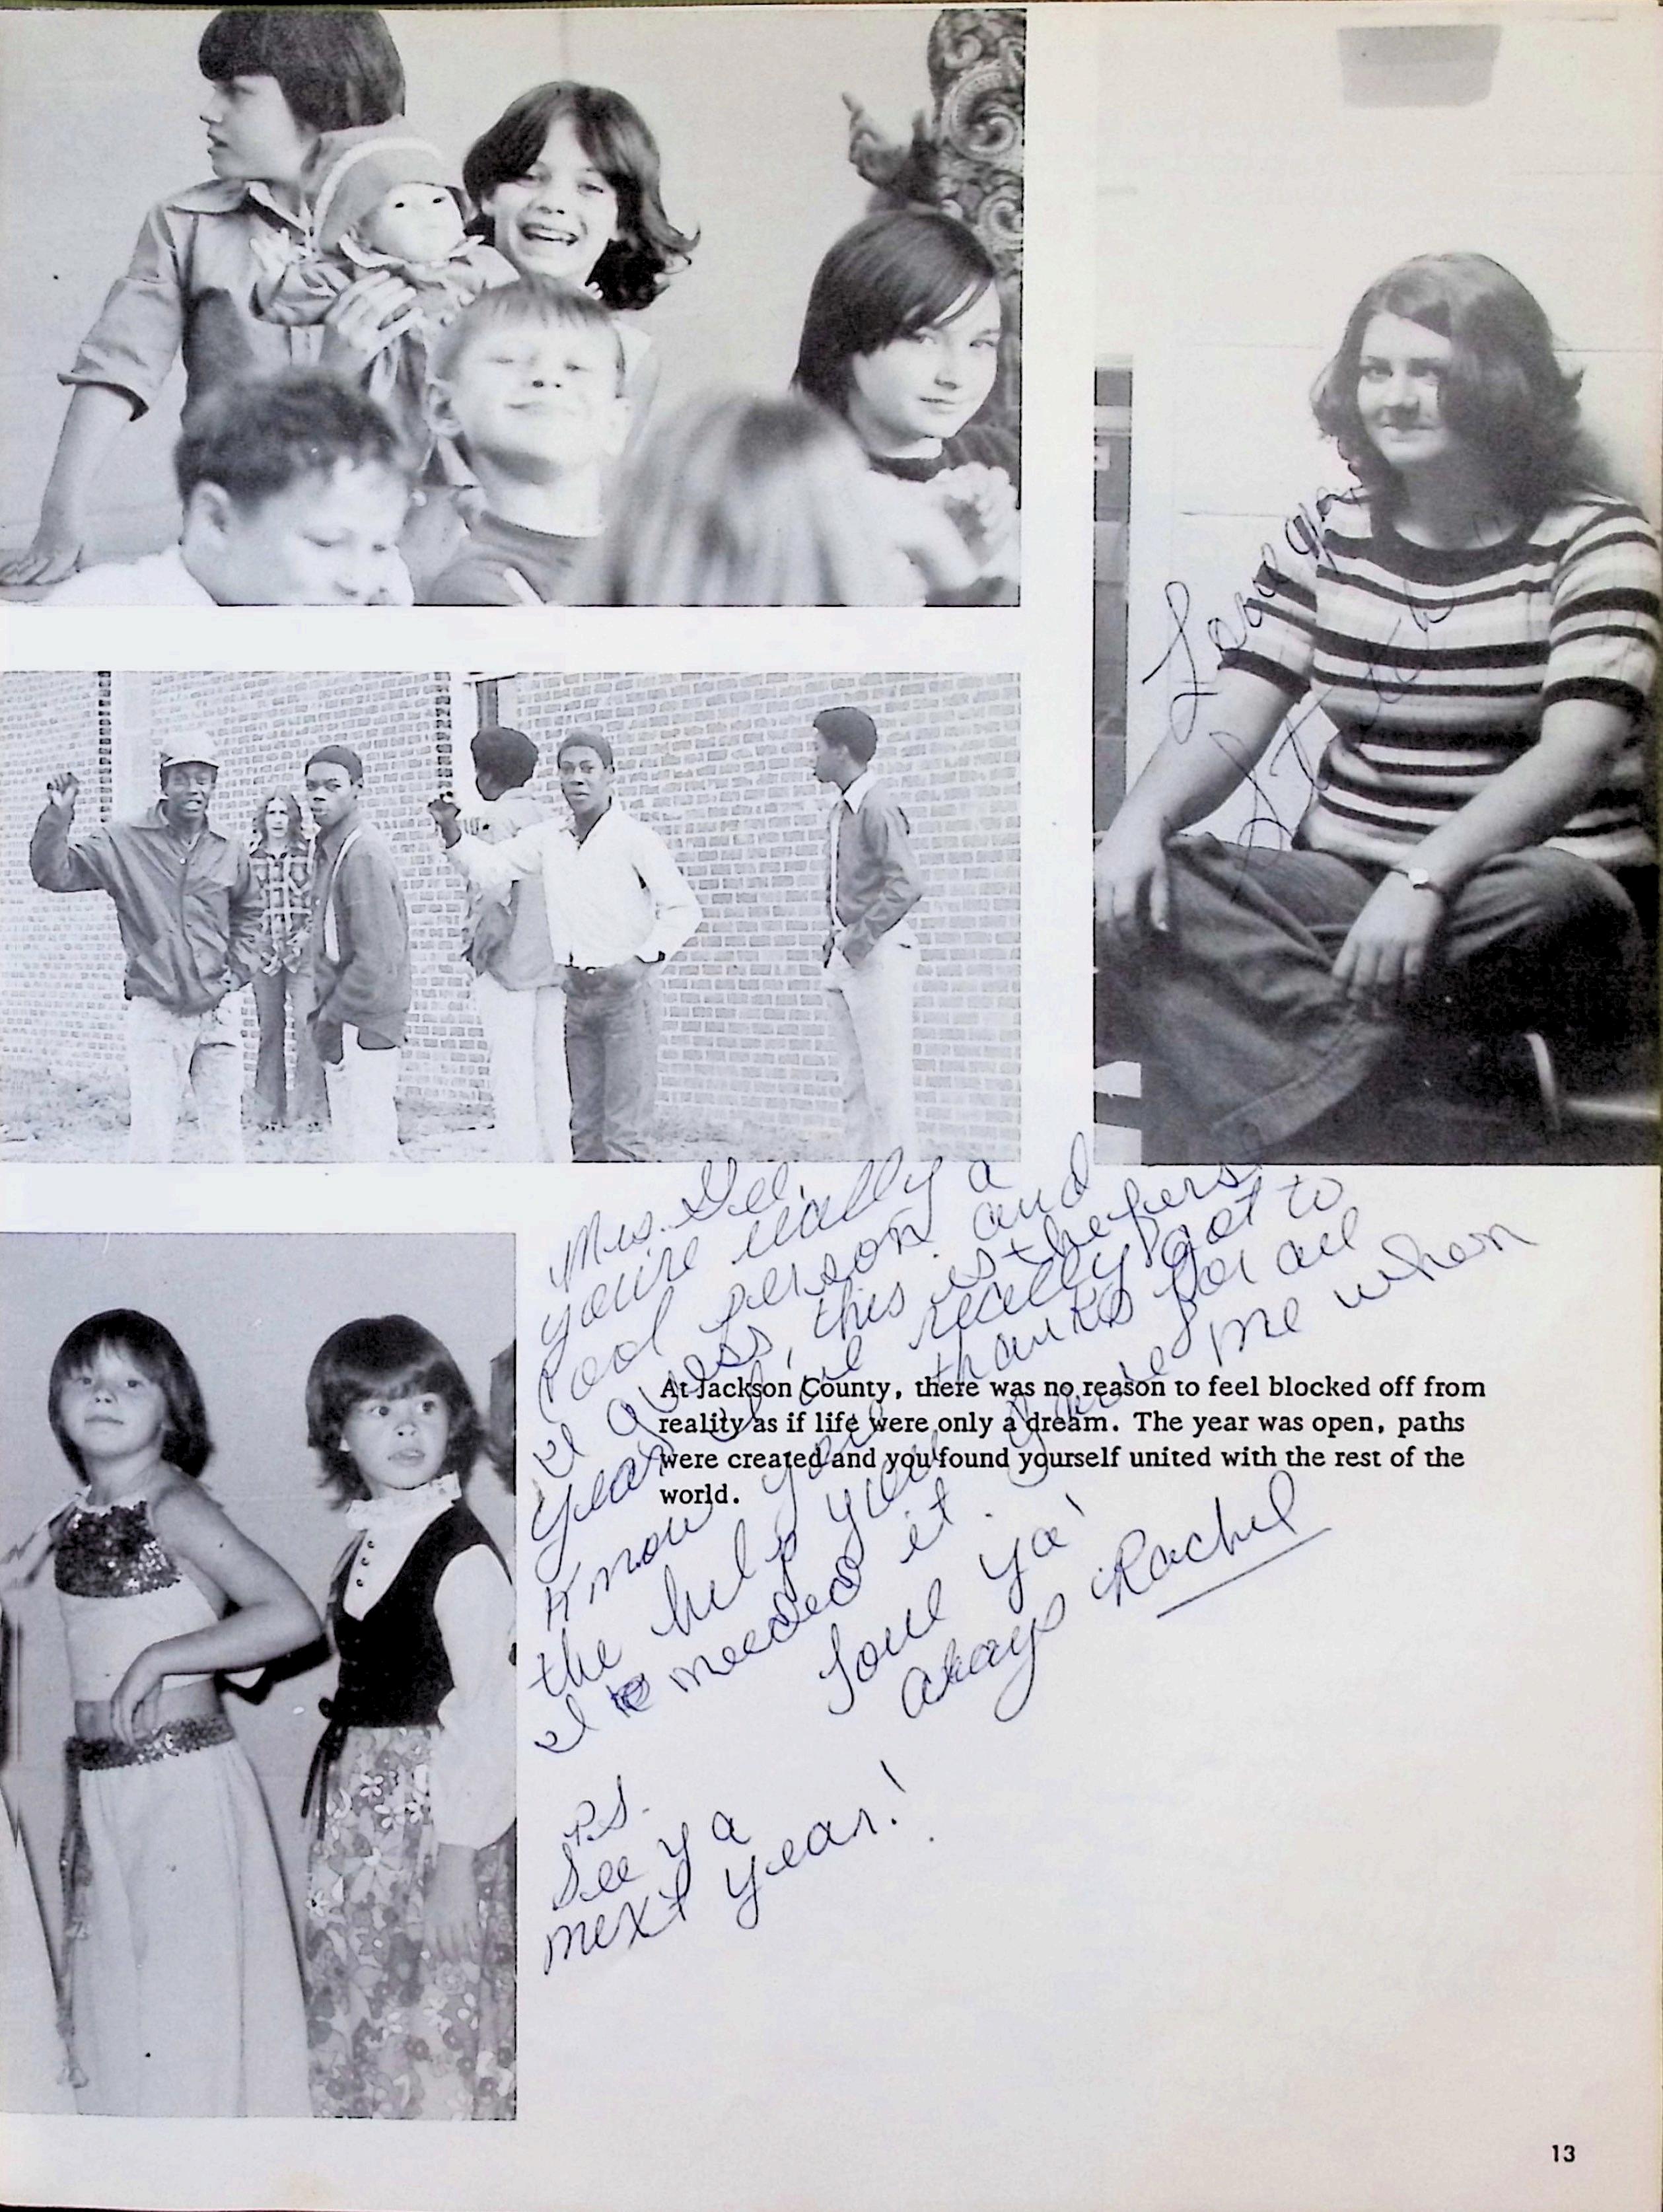 Love ya
Mrs.
you're really a
person and
I guess, this is the firs
year I've really got to
know you thanks for all
the help you gave me when
I needed it.
Love ya!
Always Rachel
P.S.
See ya
next year!
At Jackson County, there was no reason to feel blocked off from
reality as if life were only a dream. The year was open, paths
were created and you found yourself united with the rest of the
world.
13